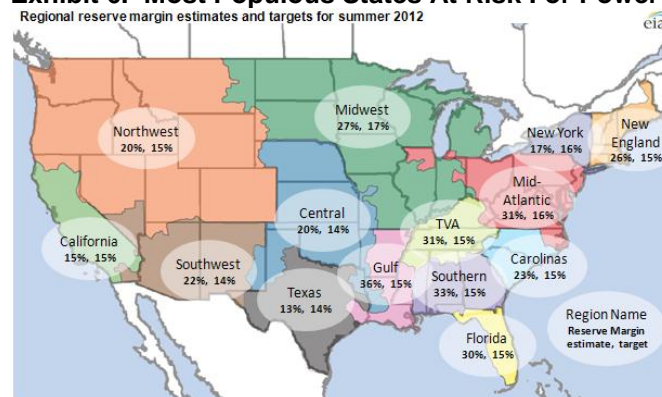 Exhibit 6. Most Populous States At Risk For Power
Regional reserve margin estimates and targets for summer 2012
eia
Northwest
20%, 15%
Midwest
27%, 17%
New York
17%, 16%
New
England
26%, 15%
Mid-
Atlantic
31%, 16%
Central
20%, 14%
TVA
31%, 15%
California
15%, 15%
Southwest
22%, 14%
Gulf
36%, 15%
Southern
33%, 15%
Carolinas
23%, 15%
Texas
13%, 14%
Florida
30%, 15%
Region Name
Reserve Margin
estimate, target